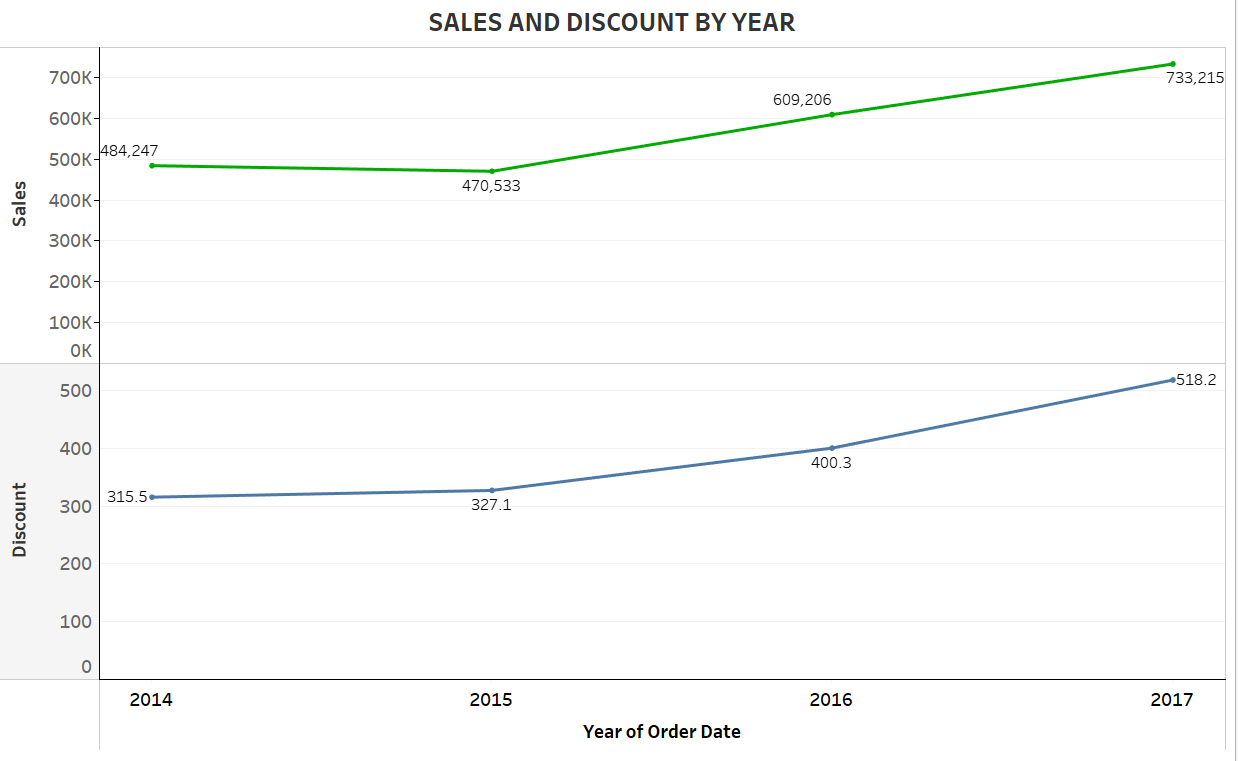 SALES AND DISCOUNT BY YEAR
Sales
700K
600K
500K
400K
300K
200K
100K
0K
484,247
470,533
609,206
733,215
Discount
500
400
300
200
100
0
315.5
327.1
400.3
518.2
2014 2015 2016 2017
Year of Order Date